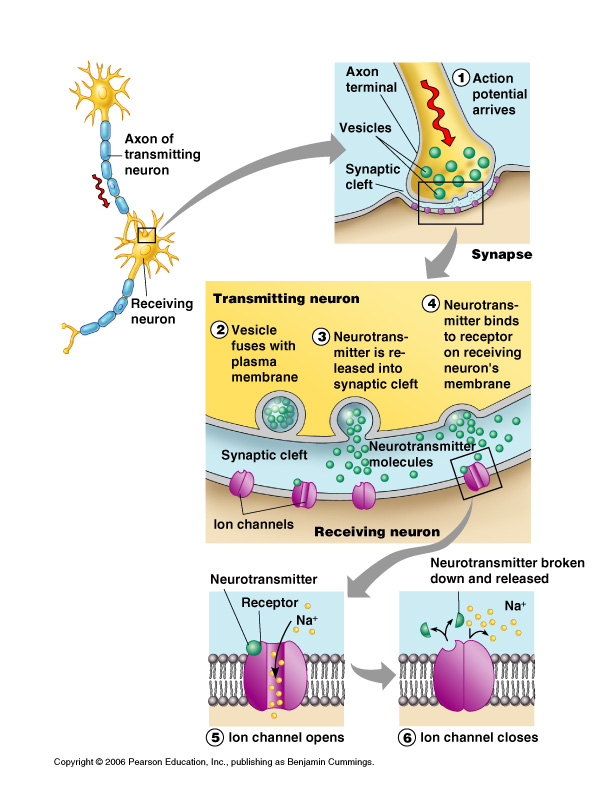 Axon of
transmitting
neuron
Receiving
neuron
Axon
terminal
1 Action
potential
arrives
Vesicles
Synaptic
cleft
Synapse
Transmitting neuron
2 Vesicle
fuses with
plasma
membrane
3 Neurotrans-
mitter is re-
leased into
synaptic cleft
4 Neurotrans-
mitter binds
to receptor
on receiving
neuron's
membrane
Synaptic cleft
Neurotransmitter
molecules
Ion channels
Receiving neuron
Neurotransmitter
Receptor
Na+
5 Ion channel opens
Neurotransmitter broken
down and released
Na+
6 Ion channel closes
Copyright © 2006 Pearson Education, Inc., publishing as Benjamin Cummings.